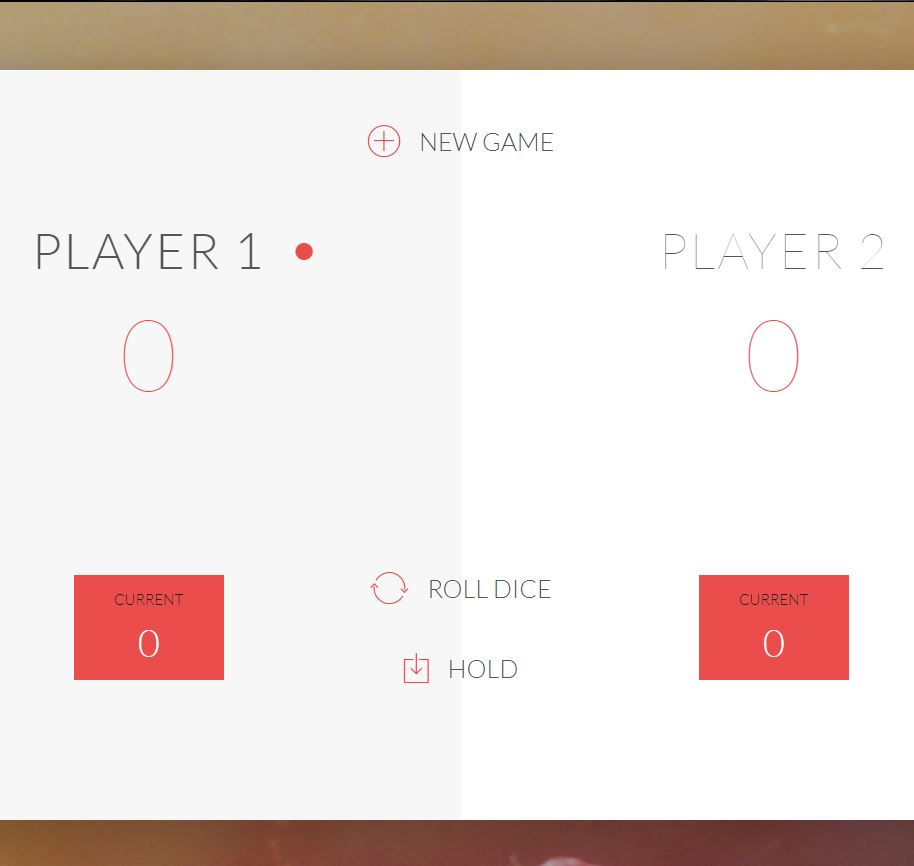 NEW GAME
PLAYER 1
PLAYER 2
0
0
CURRENT
0
CURRENT
0
ROLL DICE
HOLD